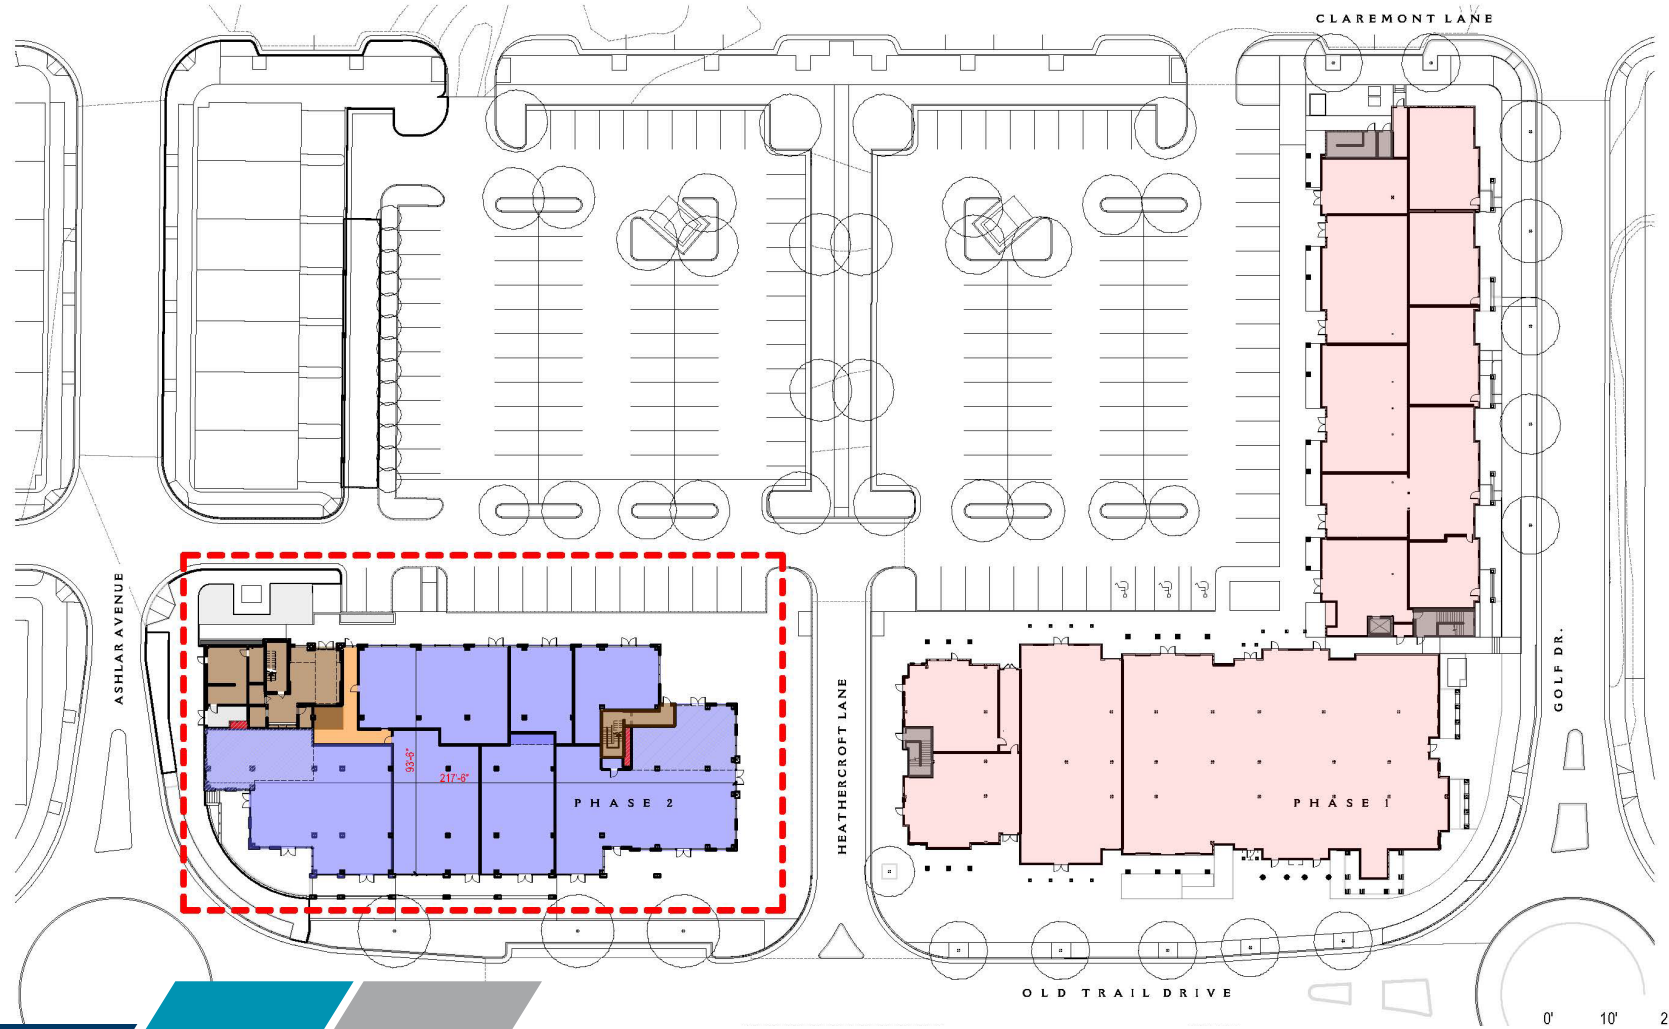 CLAREMONT LANE
ASHLAR AVENUE
GOLF DR.
HEATHERCROFT LANE
93'-6"
217'-6"
PHASE 2
PHASE 1
OLD TRAIL DRIVE
0' 10' 2